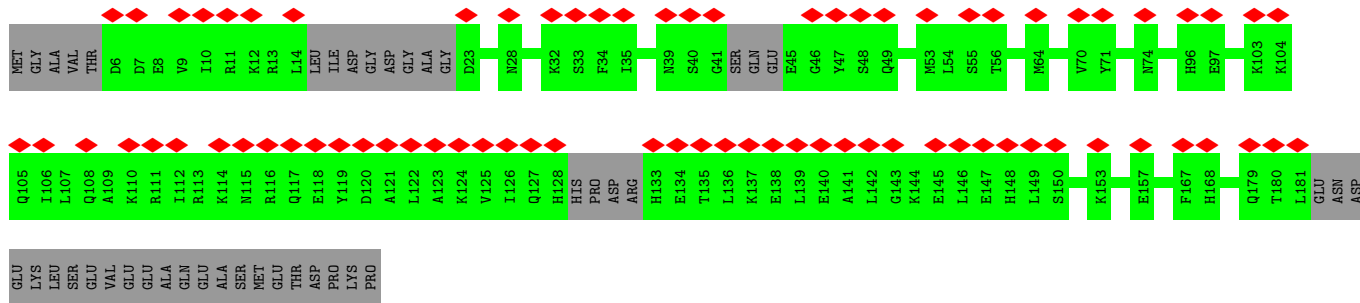 MET GLY ALA VAL THR D6 D7 E8 V9 I10 R11 K12 R13 L14 LEU ILE ASP GLY ASP GLY ALA GLY D23 N28 K32 S33 F34 I35 N39 S40 G41 SER GLN GLU E45 G46 Y47 S48 Q49 M53 L54 S55 T56 M64 V70 Y71 N74 H96 E97 K103 K104
Q105 I106 L107 Q108 A109 K110 R111 I112 R113 K114 N115 R116 Q117 E118 Y119 D120 A121 L122 A123 K124 V125 I126 Q127 H128 HIS PRO ASP ARG H133 E134 T135 L136 K137 E138 L139 E140 A141 L142 G143 K144 E145 L146 E147 H148 L149 S150 K153 E157 F167 H168 Q179 T180 L181 GLU ASN ASP
GLU LYS LEU SER GLU VAL GLU GLU ALA GLN GLU ALA SER MET GLU THR ASP PRO LYS PRO